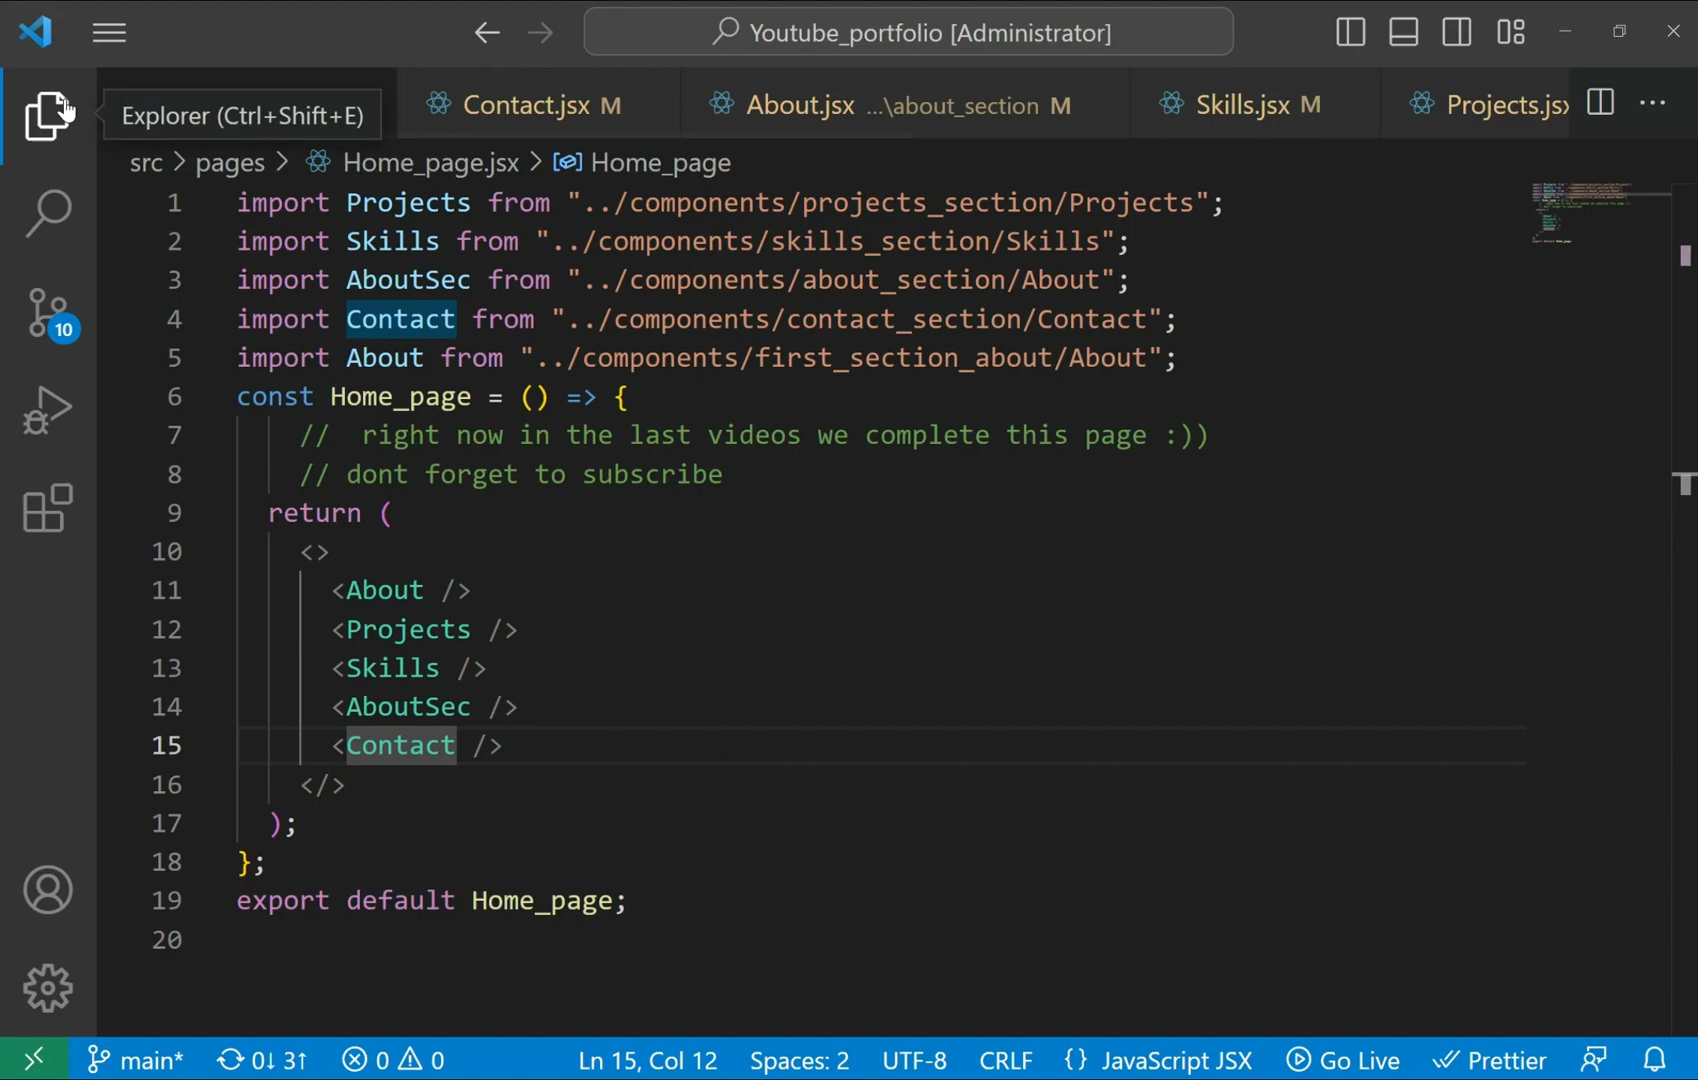 Youtube_portfolio [Administrator]
Explorer (Ctrl+Shift+E)
Contact.jsx M
About.jsx ...\about_section M
Skills.jsx M
Projects.jsx
src > pages > Home_page.jsx > Home_page
1 import Projects from "../components/projects_section/Projects";
2 import Skills from "../components/skills_section/Skills";
3 import AboutSec from "../components/about_section/About";
4 import Contact from "../components/contact_section/Contact";
5 import About from "../components/first_section_about/About";
6 const Home_page = () => {
7 //  right now in the last videos we complete this page :))
8 // dont forget to subscribe
9 return (
10 <>
11 <About />
12 <Projects />
13 <Skills />
14 <AboutSec />
15 <Contact />
16 </>
17 );
18 };
19 export default Home_page;
20
10
main* 0↓ 3↑ 0 0 Ln 15, Col 12 Spaces: 2 UTF-8 CRLF {} JavaScript JSX Go Live Prettier